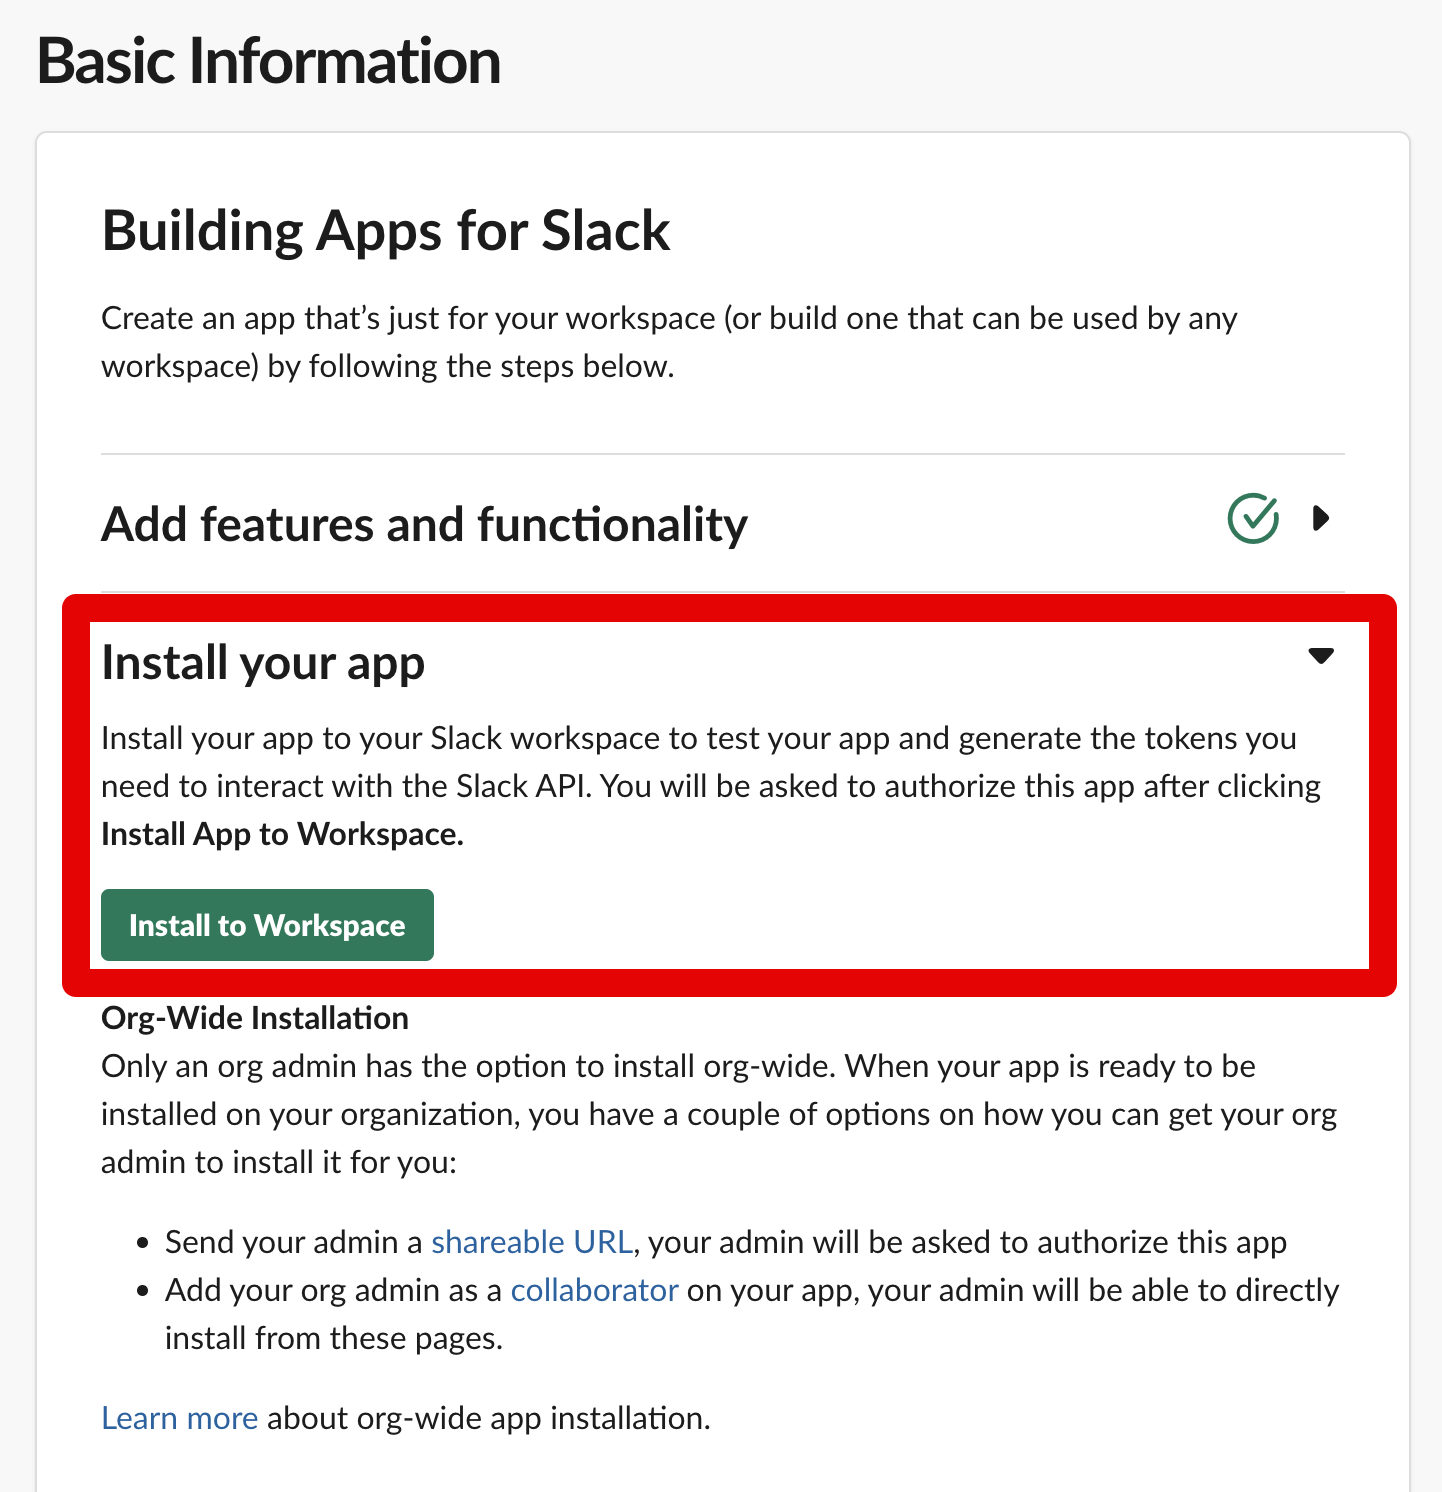 Basic Information
Building Apps for Slack
Create an app that’s just for your workspace (or build one that can be used by any
workspace) by following the steps below.
Add features and functionality
Install your app
Install your app to your Slack workspace to test your app and generate the tokens you
need to interact with the Slack API. You will be asked to authorize this app after clicking
Install App to Workspace.
Install to Workspace
Org-Wide Installation
Only an org admin has the option to install org-wide. When your app is ready to be
installed on your organization, you have a couple of options on how you can get your org
admin to install it for you:
• Send your admin a shareable URL, your admin will be asked to authorize this app
• Add your org admin as a collaborator on your app, your admin will be able to directly
install from these pages.
Learn more about org-wide app installation.